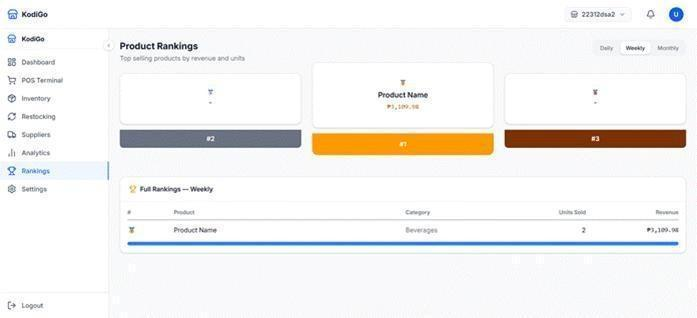 KodiGo
22312dsa2
U
KodiGo
Dashboard
POS Terminal
Inventory
Restocking
Suppliers
Analytics
Rankings
Settings
Logout
Product Rankings
Top selling products by revenue and units
Daily
Weekly
Monthly
-
#2
Product Name
₱3,109.98
#1
-
#3
Full Rankings — Weekly
# Product Category Units Sold Revenue
Product Name Beverages 2 ₱3,109.98